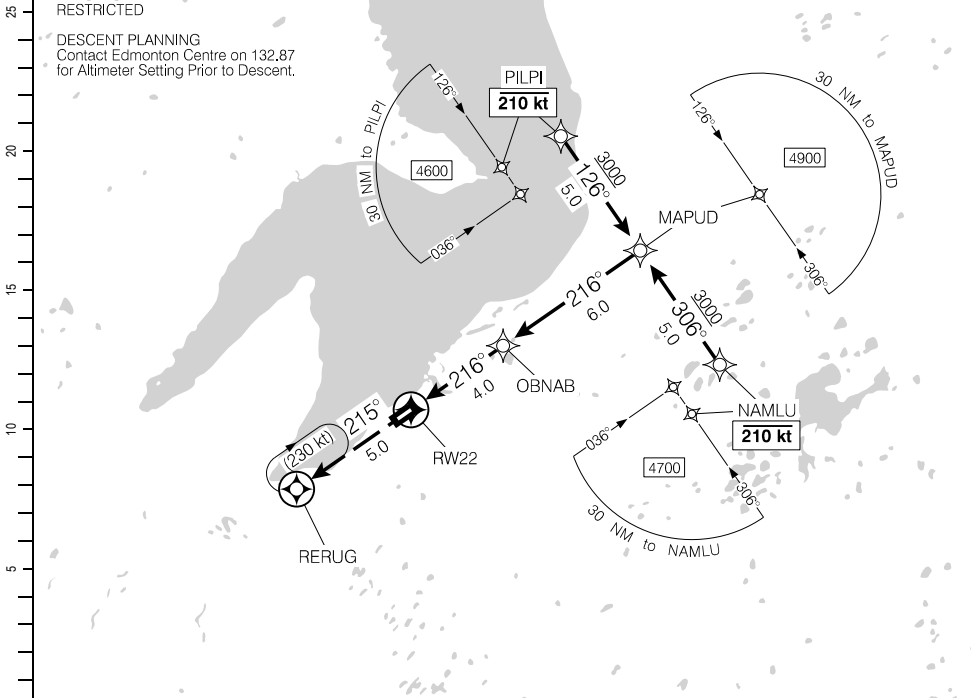 RESTRICTED
DESCENT PLANNING
Contact Edmonton Centre on 132.87
for Altimeter Setting Prior to Descent.
25
20
15
10
5
PILPI
210 kt
126°
30 NM to PILPI
4600
036°
3000
126°
5.0
30 NM to MAPUD
126°
4900
306°
MAPUD
216°
6.0
3000
306°
5.0
OBNAB
216°
4.0
NAMLU
210 kt
036°
4700
306°
30 NM to NAMLU
RW22
215°
5.0
(230 kt)
RERUG